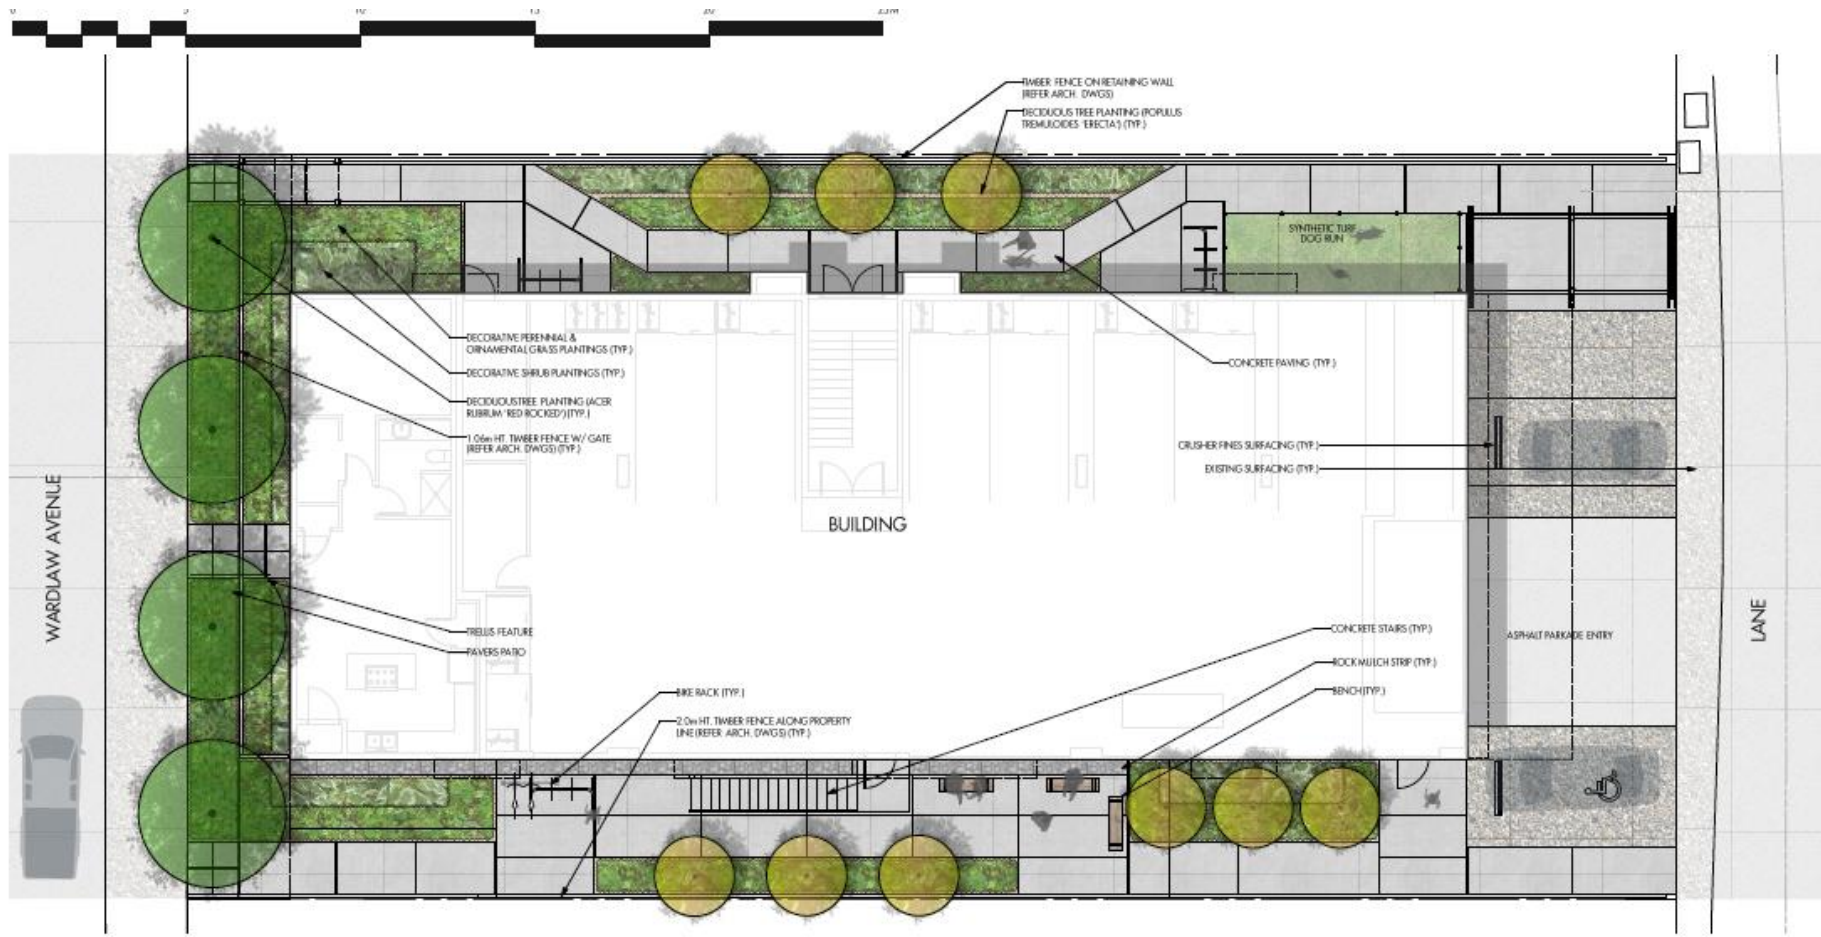 TIMBER FENCE ON RETAINING WALL
(REFER ARCH. DWGS)
DECIDUOUS TREE PLANTING (POPULUS
TREMULOIDES 'ERECTA') (TYP.)
SYNTHETIC TURF
DOG RUN
DECORATIVE PERENNIAL &
ORNAMENTAL GRASS PLANTINGS (TYP.)
DECORATIVE SHRUB PLANTINGS (TYP.)
DECIDUOUSTREE PLANTING (ACER
RUBRUM 'RED ROCKED') (TYP.)
1.06m HT. TIMBER FENCE W/ GATE
(REFER ARCH. DWGS) (TYP.)
CONCRETE PAVING (TYP.)
CRUSHER FINES SURFACING (TYP.)
EXISTING SURFACING (TYP.)
WARDLAW AVENUE
BUILDING
LANE
TRELLIS FEATURE
PAVERS PATIO
CONCRETE STAIRS (TYP.)
ASPHALT PARKADE ENTRY
ROCK MULCH STRIP (TYP.)
BENCH (TYP.)
BIKE RACK (TYP.)
2.0m HT. TIMBER FENCE ALONG PROPERTY
LINE (REFER ARCH. DWGS) (TYP.)